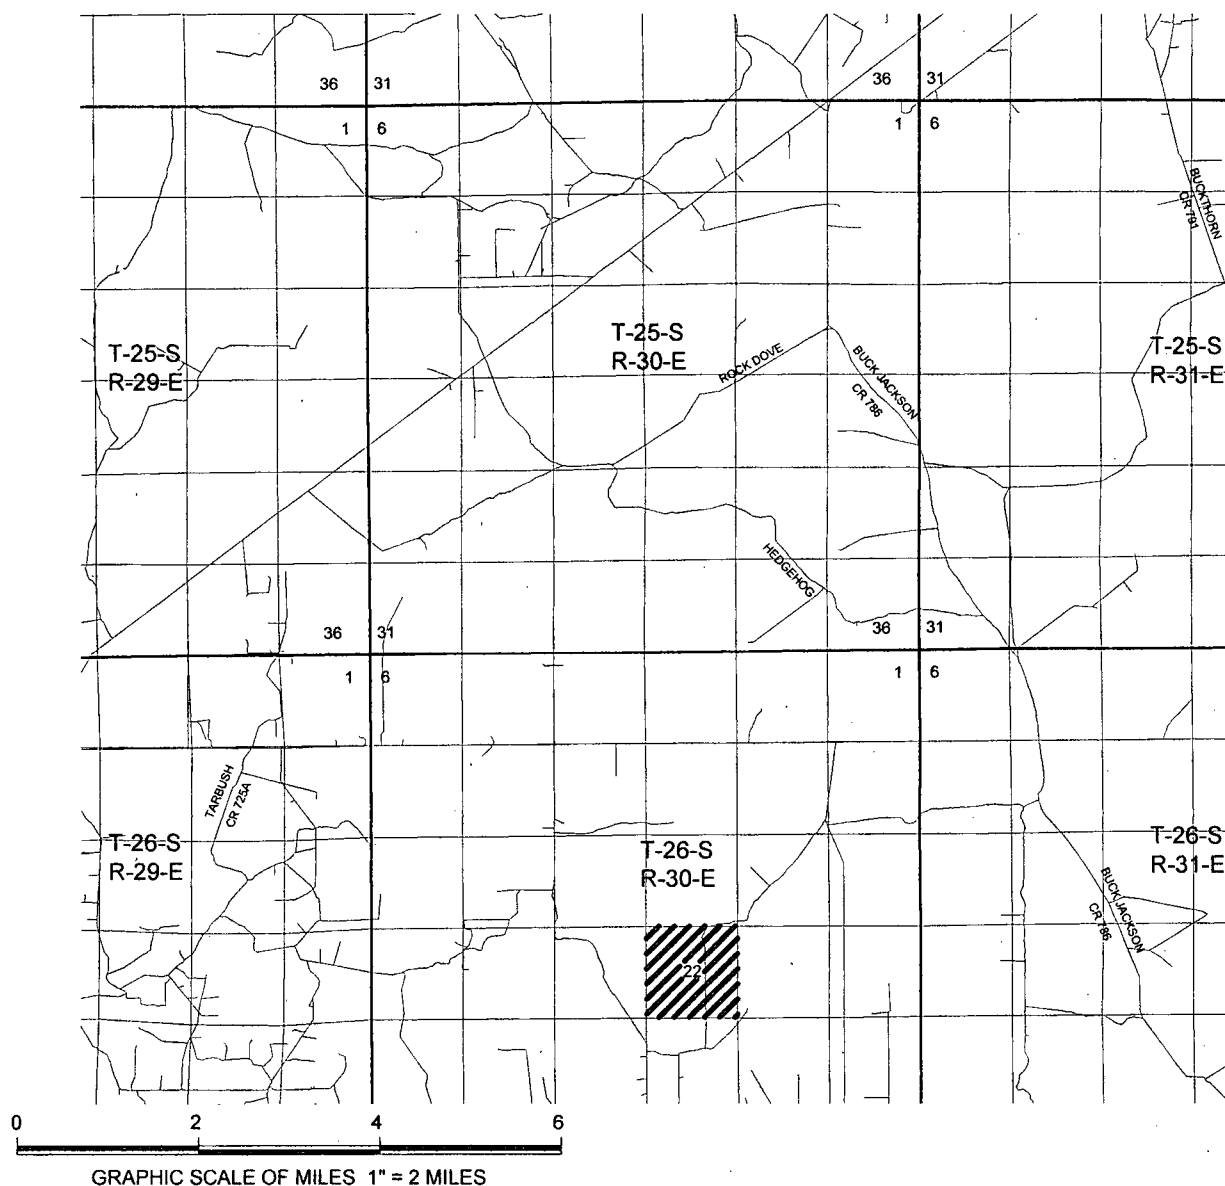 36 31
36 31
1 6
1 6
BUCKTHORN
CR 791
T-25-S
R-29-E
T-25-S
R-30-E
ROCK DOVE
BUCK JACKSON
CR 786
T-25-S
R-31-E
HEDGEHOG
36 31
36 31
1 6
1 6
TARBUSH
CR 725A
T-26-S
R-29-E
T-26-S
R-30-E
T-26-S
R-31-E
BUCK JACKSON
CR 786
22
0 2 4 6
GRAPHIC SCALE OF MILES 1" = 2 MILES